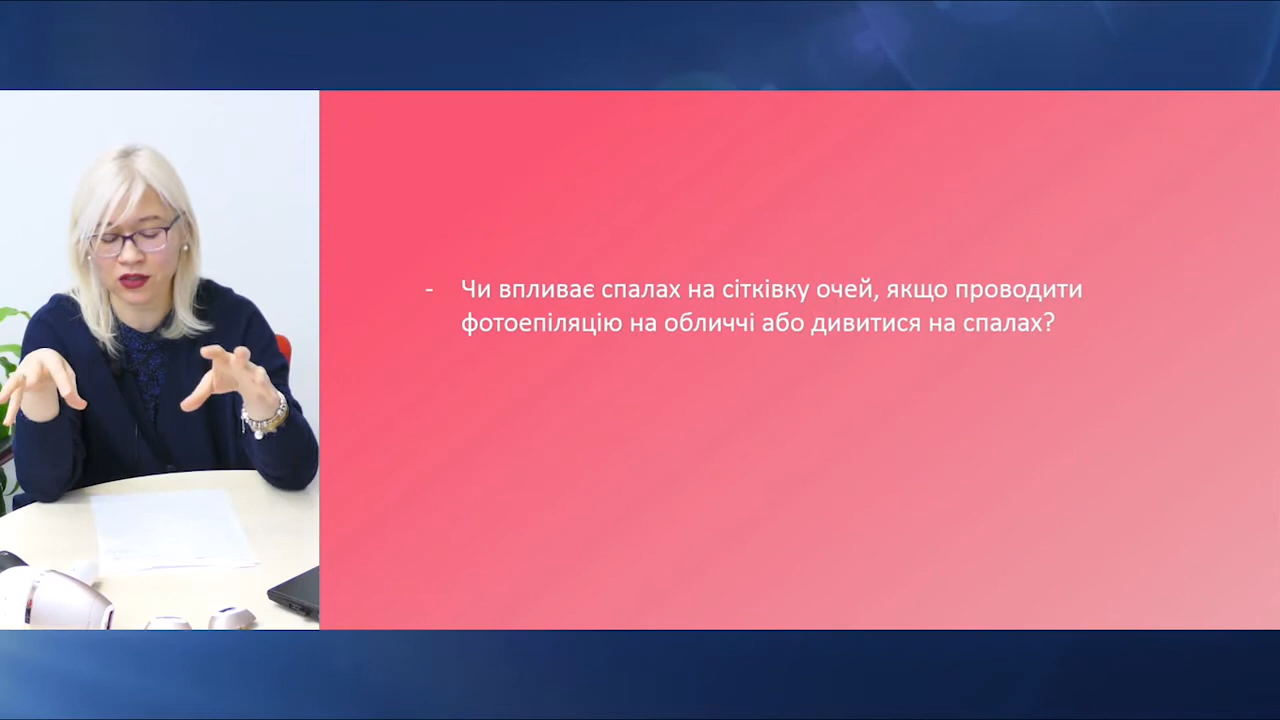 - Чи впливає спалах на сітківку очей, якщо проводити
фотоепіляцію на обличчі або дивитися на спалах?